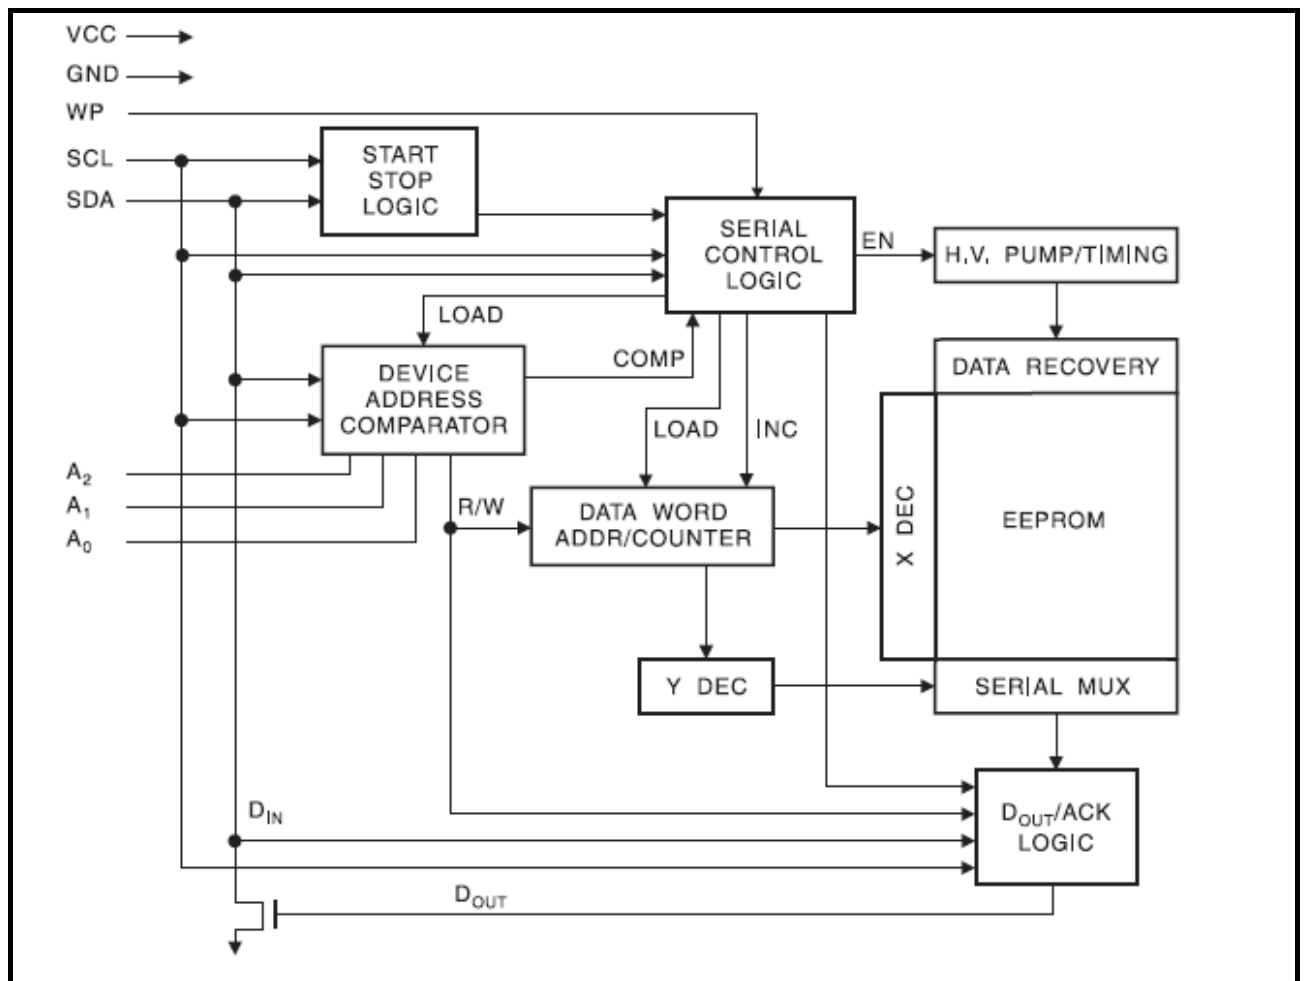 VCC
GND
WP
SCL
SDA
START
STOP
LOGIC
SERIAL
CONTROL
LOGIC
EN
H.V. PUMP/TIMING
LOAD
COMP
DEVICE
ADDRESS
COMPARATOR
DATA RECOVERY
LOAD
INC
A2
A1
A0
R/W
DATA WORD
ADDR/COUNTER
X DEC
EEPROM
Y DEC
SERIAL MUX
DIN
DOUT/ACK
LOGIC
DOUT